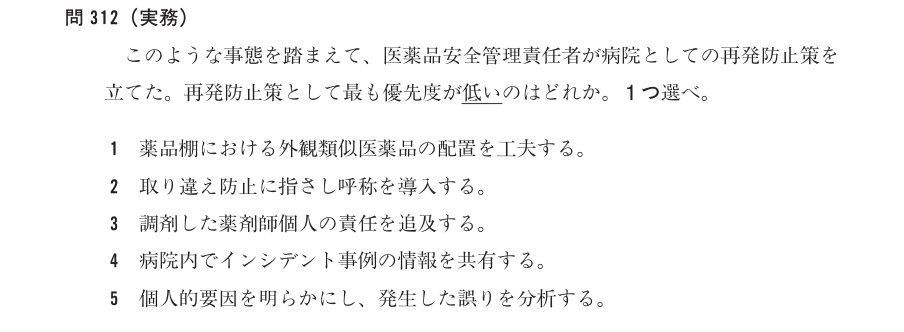 問 312（実務）
このような事態を踏まえて、医薬品安全管理責任者が病院としての再発防止策を
立てた。再発防止策として最も優先度が低いのはどれか。１つ選べ。
1　薬品棚における外観類似医薬品の配置を工夫する。
2　取り違え防止に指さし呼称を導入する。
3　調剤した薬剤師個人の責任を追及する。
4　病院内でインシデント事例の情報を共有する。
5　個人的要因を明らかにし、発生した誤りを分析する。